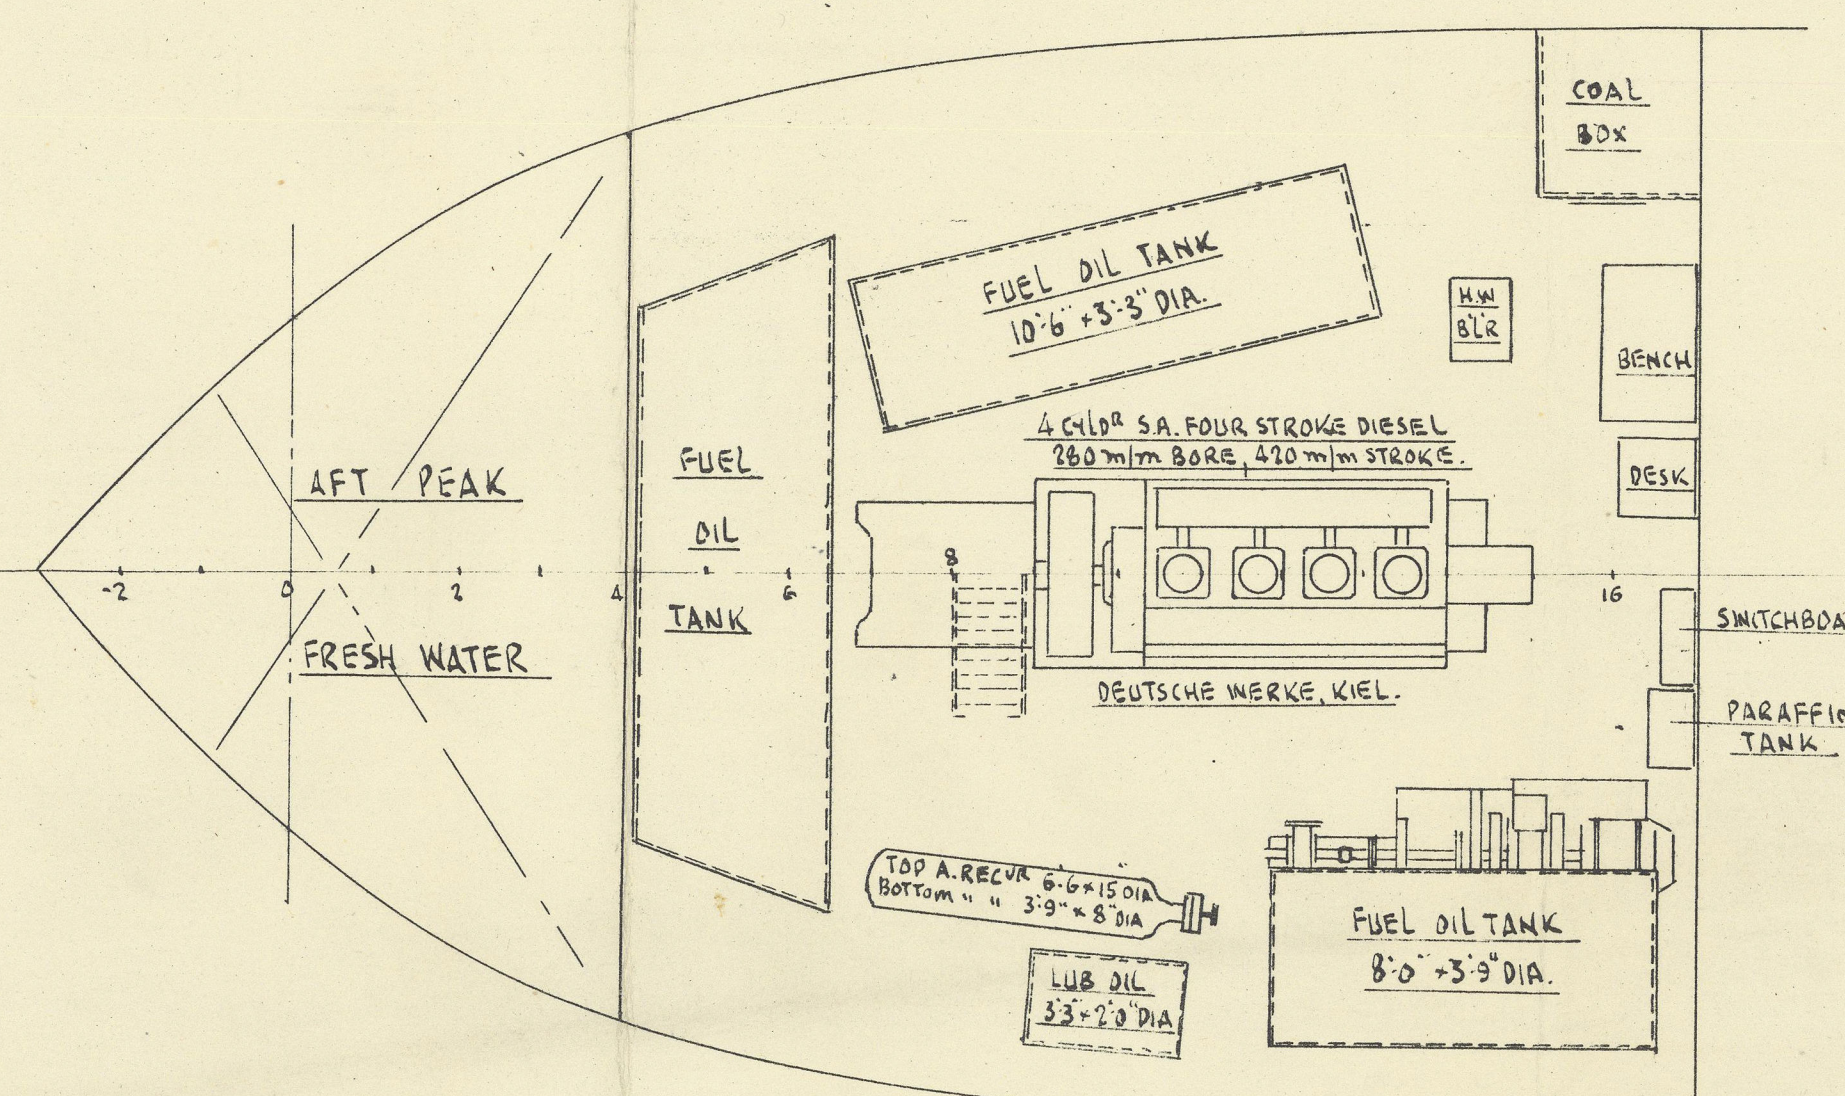 COAL
BOX
FUEL OIL TANK
10'-6" × 3'-3" DIA.
H.W
B'L'R
BENCH
4 CYLDR S.A. FOUR STROKE DIESEL
280 m/m BORE, 420 m/m STROKE.
DESK
AFT PEAK
FRESH WATER
FUEL
OIL
TANK
-2 0 2 4 6 8 16
SWITCHBOA
DEUTSCHE WERKE, KIEL.
PARAFFI
TANK
TOP A. RECVR 6'-6" × 15" DIA
BOTTOM " " 3'-9" × 8" DIA
LUB OIL
3'3" × 2'0" DIA
FUEL OIL TANK
8'-0" × 3'-9" DIA.